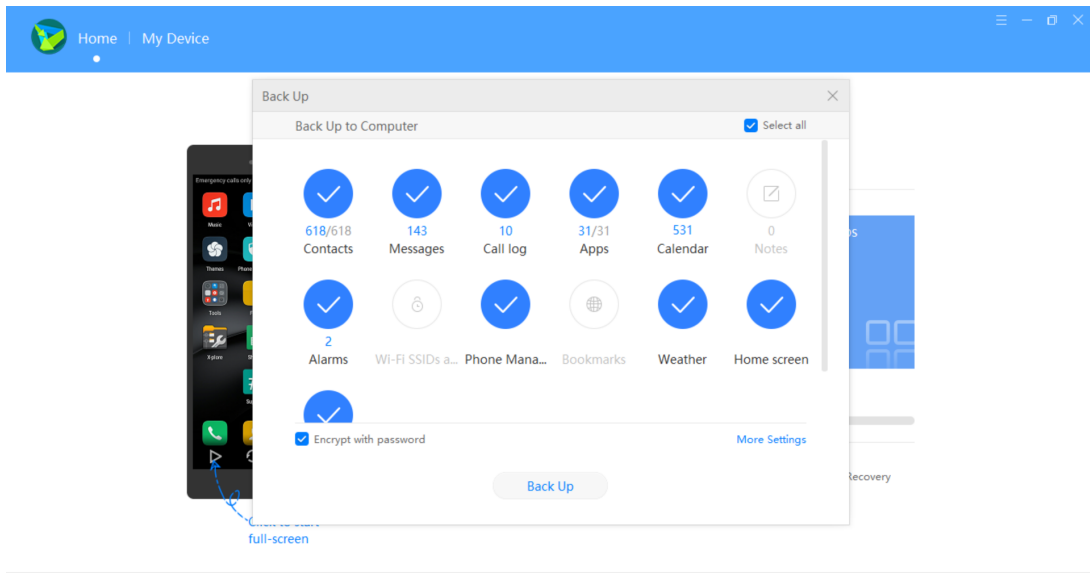 Home | My Device
Back Up
Back Up to Computer
Select all
618/618
Contacts
143
Messages
10
Call log
31/31
Apps
531
Calendar
0
Notes
2
Alarms
Wi-Fi SSIDs a...
Phone Mana...
Bookmarks
Weather
Home screen
Encrypt with password
More Settings
Back Up
Emergency calls only
Music
Themes
Phone
Tools
Xplore
Recovery
full-screen